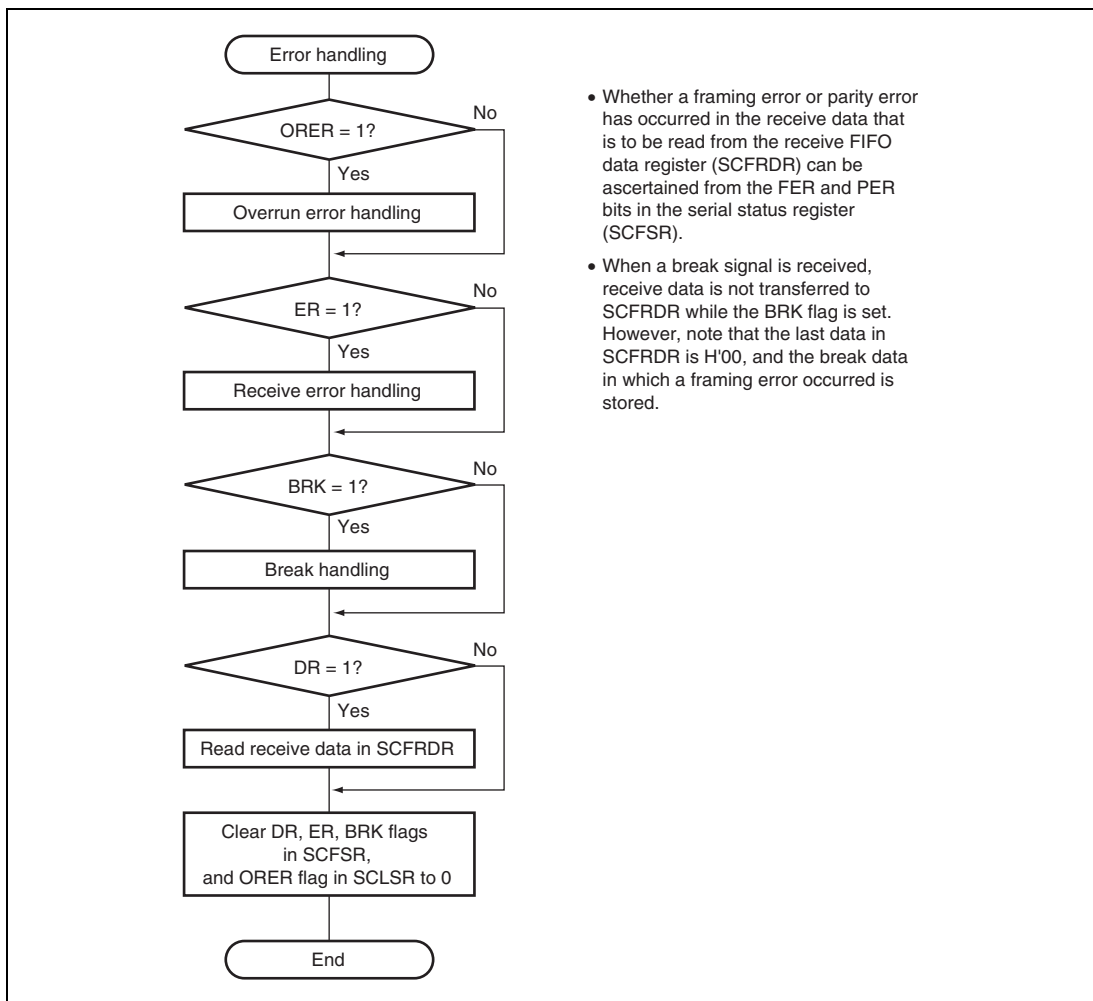 Error handling
ORER = 1?
No
Yes
Overrun error handling
ER = 1?
No
Yes
Receive error handling
BRK = 1?
No
Yes
Break handling
DR = 1?
No
Yes
Read receive data in SCFRDR
Clear DR, ER, BRK flags
in SCFSR,
and ORER flag in SCLSR to 0
End
• Whether a framing error or parity error
has occurred in the receive data that
is to be read from the receive FIFO
data register (SCFRDR) can be
ascertained from the FER and PER
bits in the serial status register
(SCFSR).
• When a break signal is received,
receive data is not transferred to
SCFRDR while the BRK flag is set.
However, note that the last data in
SCFRDR is H'00, and the break data
in which a framing error occurred is
stored.